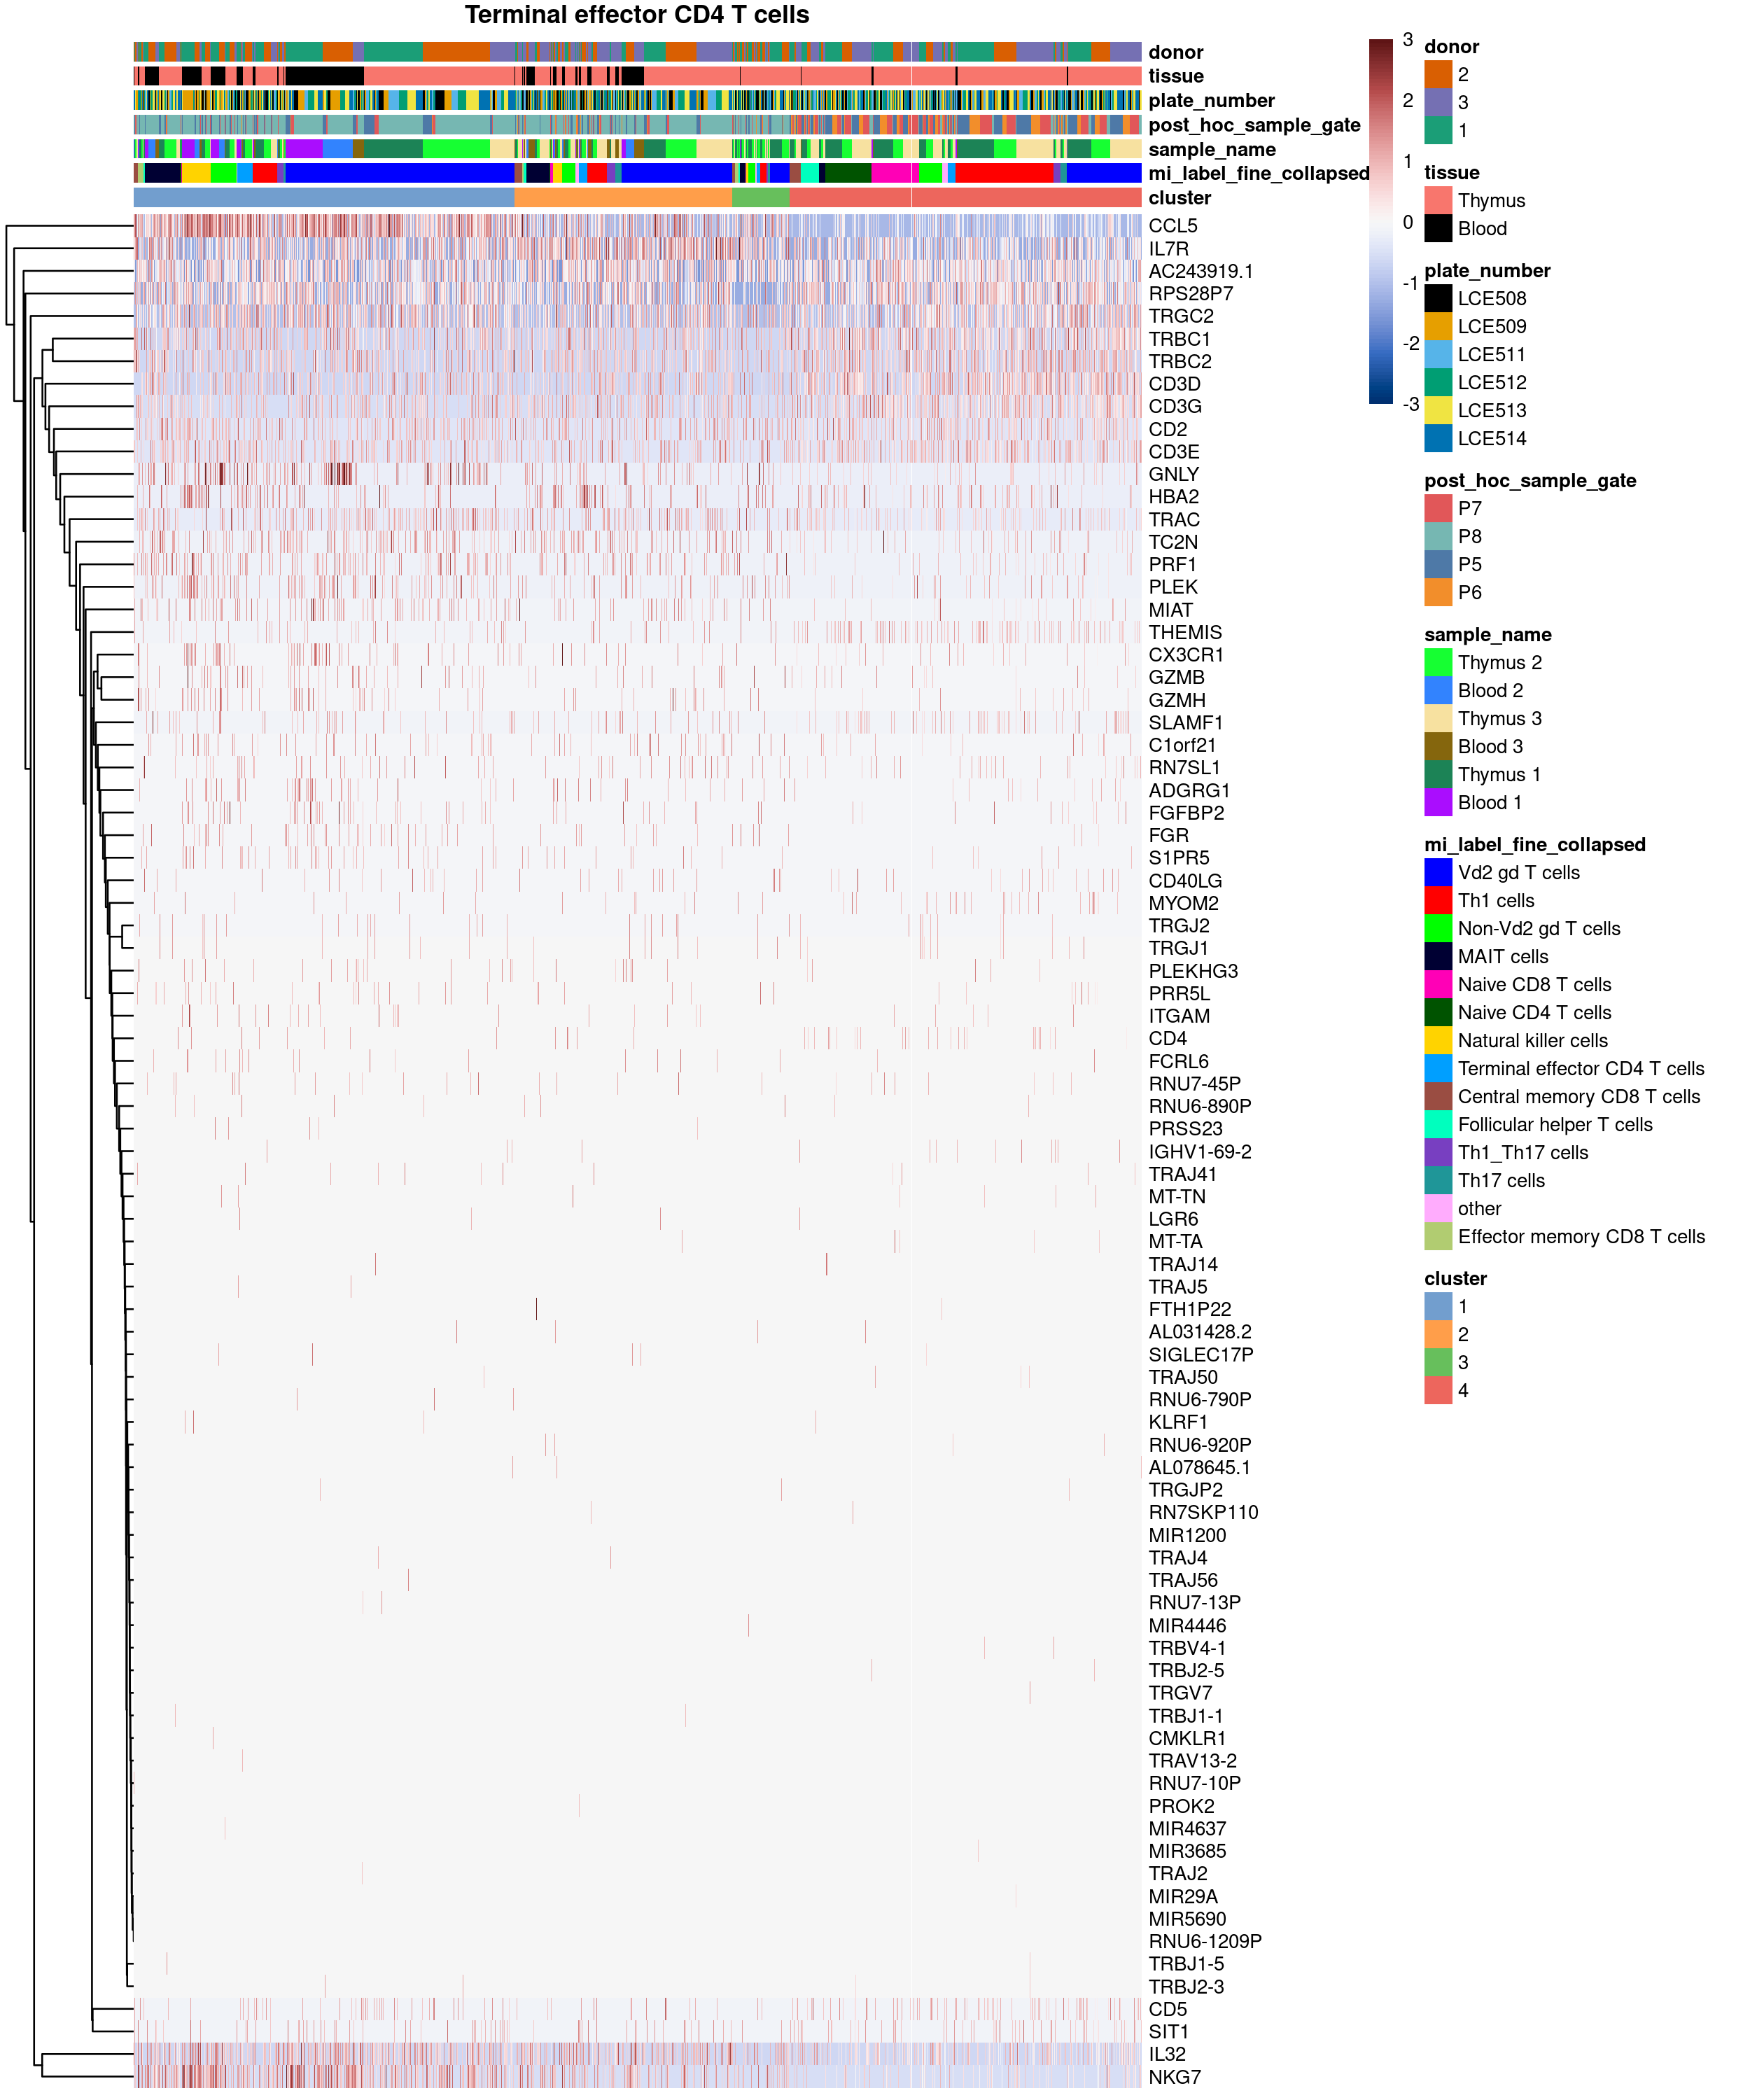 Terminal effector CD4 T cells
donor
tissue
plate_number
post_hoc_sample_gate
sample_name
mi_label_fine_collapsed
cluster
CCL5
IL7R
AC243919.1
RPS28P7
TRGC2
TRBC1
TRBC2
CD3D
CD3G
CD2
CD3E
GNLY
HBA2
TRAC
TC2N
PRF1
PLEK
MIAT
THEMIS
CX3CR1
GZMB
GZMH
SLAMF1
C1orf21
RN7SL1
ADGRG1
FGFBP2
FGR
S1PR5
CD40LG
MYOM2
TRGJ2
TRGJ1
PLEKHG3
PRR5L
ITGAM
CD4
FCRL6
RNU7-45P
RNU6-890P
PRSS23
IGHV1-69-2
TRAJ41
MT-TN
LGR6
MT-TA
TRAJ14
TRAJ5
FTH1P22
AL031428.2
SIGLEC17P
TRAJ50
RNU6-790P
KLRF1
RNU6-920P
AL078645.1
TRGJP2
RN7SKP110
MIR1200
TRAJ4
TRAJ56
RNU7-13P
MIR4446
TRBV4-1
TRBJ2-5
TRGV7
TRBJ1-1
CMKLR1
TRAV13-2
RNU7-10P
PROK2
MIR4637
MIR3685
TRAJ2
MIR29A
MIR5690
RNU6-1209P
TRBJ1-5
TRBJ2-3
CD5
SIT1
IL32
NKG7
3
2
1
0
-1
-2
-3
donor
2
3
1
tissue
Thymus
Blood
plate_number
LCE508
LCE509
LCE511
LCE512
LCE513
LCE514
post_hoc_sample_gate
P7
P8
P5
P6
sample_name
Thymus 2
Blood 2
Thymus 3
Blood 3
Thymus 1
Blood 1
mi_label_fine_collapsed
Vd2 gd T cells
Th1 cells
Non-Vd2 gd T cells
MAIT cells
Naive CD8 T cells
Naive CD4 T cells
Natural killer cells
Terminal effector CD4 T cells
Central memory CD8 T cells
Follicular helper T cells
Th1_Th17 cells
Th17 cells
other
Effector memory CD8 T cells
cluster
1
2
3
4